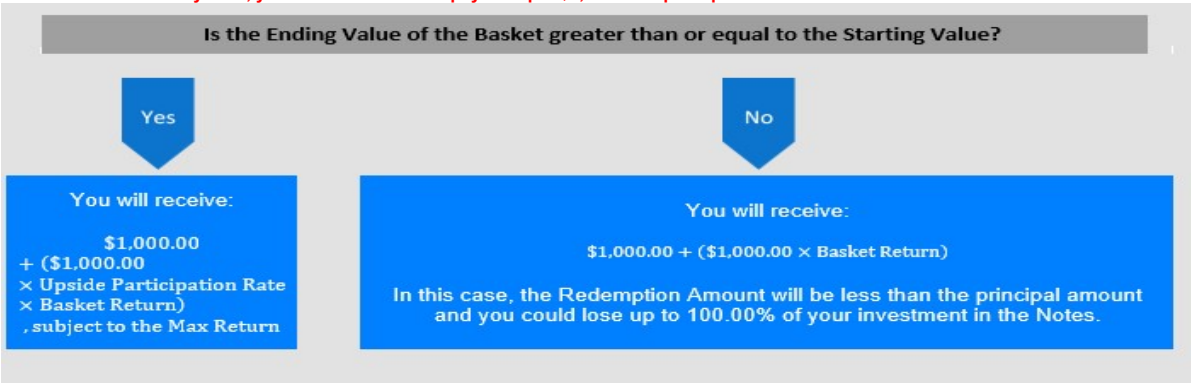 Is the Ending Value of the Basket greater than or equal to the Starting Value?
Yes
No
You will receive:
$1,000.00
+ ($1,000.00
× Upside Participation Rate
× Basket Return)
, subject to the Max Return
You will receive:
$1,000.00 + ($1,000.00 × Basket Return)
In this case, the Redemption Amount will be less than the principal amount
and you could lose up to 100.00% of your investment in the Notes.